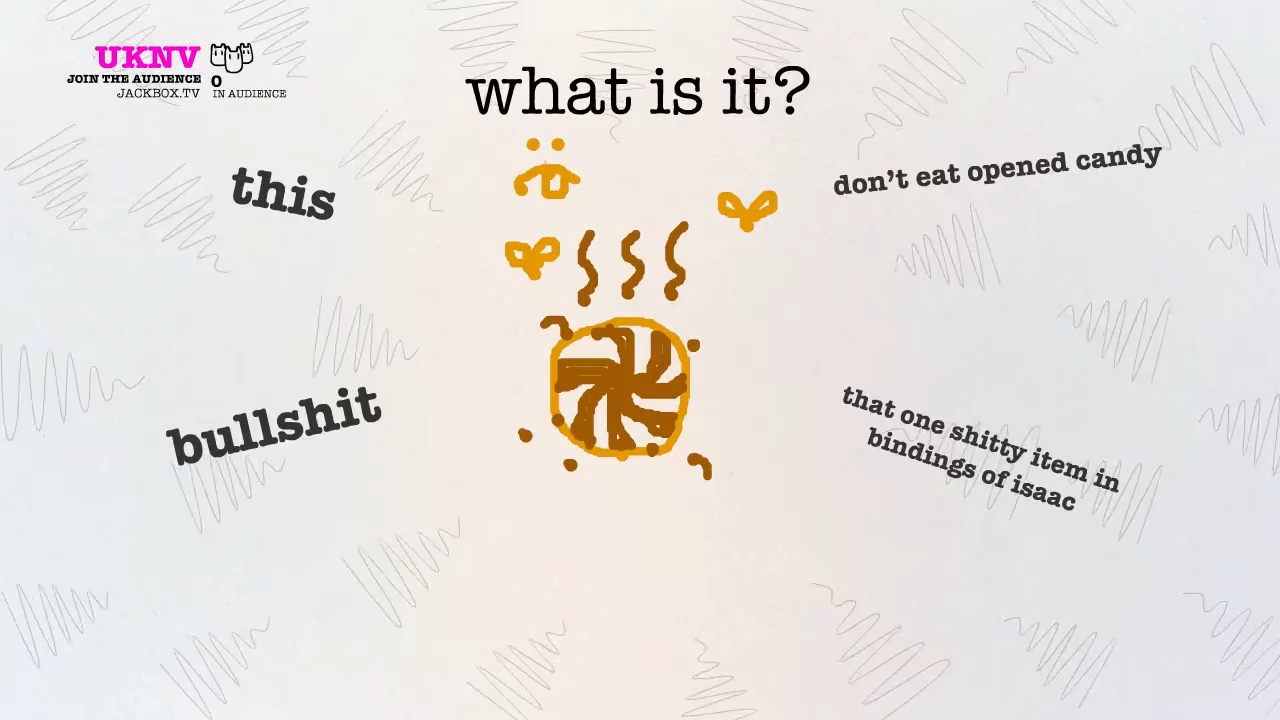 UKNV
JOIN THE AUDIENCE
JACKBOX.TV
0
IN AUDIENCE
what is it?
this
don't eat opened candy
bullshit
that one shitty item in
bindings of isaac